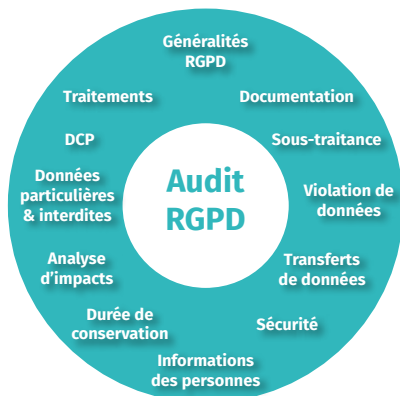 Généralités
RGPD
Documentation
Sous-traitance
Violation de
données
Transferts
de données
Sécurité
Informations
des personnes
Durée de
conservation
Analyse
d'impacts
Données
particulières
& interdites
DCP
Traitements
Audit
RGPD